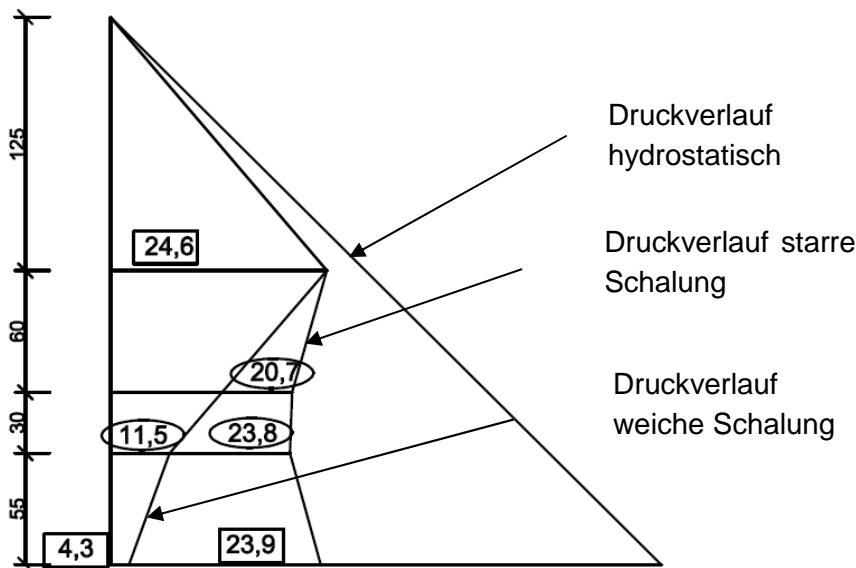 Druckverlauf
hydrostatisch
125
24,6
Druckverlauf starre
Schalung
60
20,7
Druckverlauf
weiche Schalung
30
11,5
23,8
55
4,3
23,9